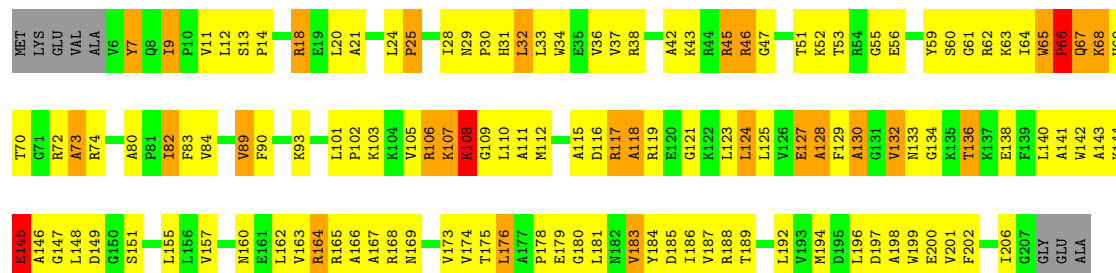 MET LYS GLU VAL ALA V6 Y7 Q8 I9 P10 V11 L12 S13 P14 R18 E19 L20 A21 L24 P25 I28 N29 P30 H31 L32 L33 W34 E35 V36 V37 R38 A42 K43 R44 R45 R46 G47 T51 K52 T53 R54 G55 E56 Y59 S60 G61 R62 K63 I64 W65 P66 Q67 K68
T70 G71 R72 A73 R74 A80 P81 I82 F83 V84 V89 F90 K93 L101 P102 K103 K104 V105 R106 K107 K108 G109 L110 A111 M112 A115 D116 R117 A118 R119 E120 G121 K122 L123 L124 L125 V126 E127 A128 F129 A130 G131 V132 N133 G134 K135 T136 K137 E138 F139 L140 A141 W142 A143
E145 A146 G147 L148 D149 G150 S151 L155 L156 V157 N160 E161 L162 V163 R164 R165 A166 A167 R168 N169 V173 V174 T175 L176 A177 P178 E179 G180 L181 N182 V183 Y184 D185 I186 V187 R188 T189 L192 V193 M194 D195 L196 D197 A198 W199 E200 V201 F202 I206 G207 GLY GLU ALA